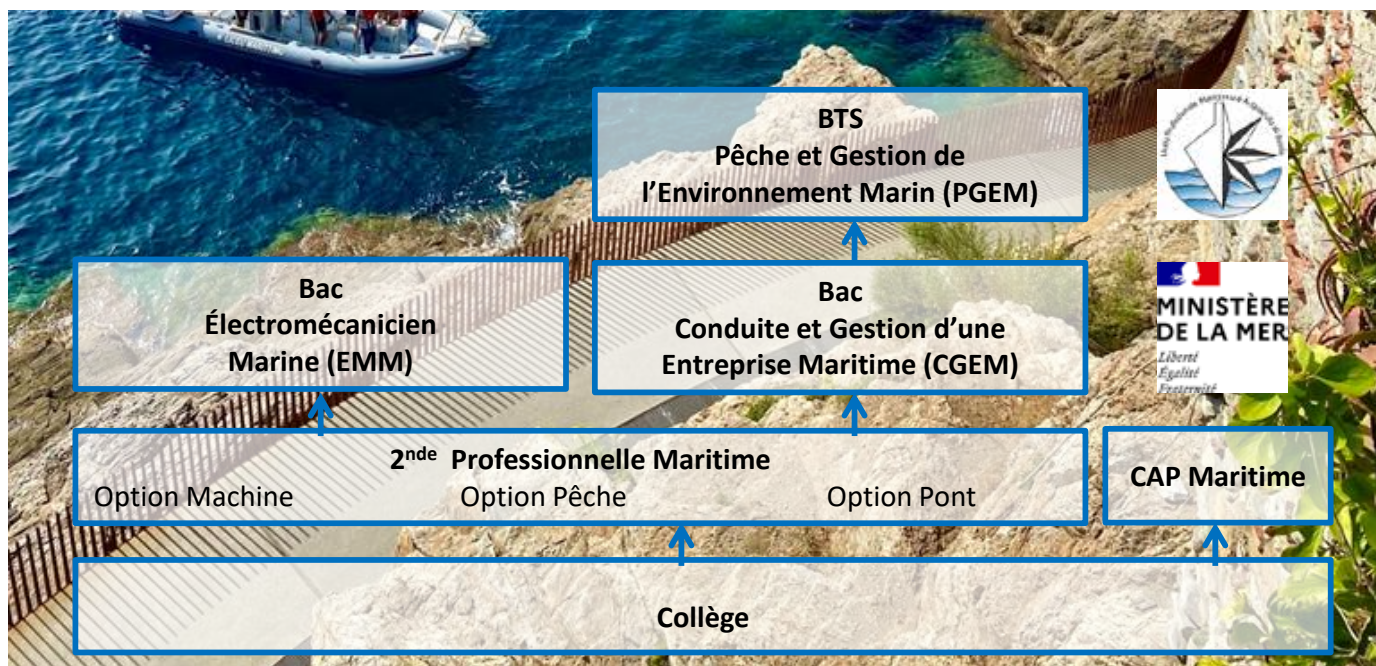 BTS
Pêche et Gestion de
l’Environnement Marin (PGEM)
Bac
Électromécanicien
Marine (EMM)
Bac
Conduite et Gestion d’une
Entreprise Maritime (CGEM)
MINISTÈRE
DE LA MER
Liberté
Égalité
Fraternité
2nde Professionnelle Maritime
Option Machine
Option Pêche
Option Pont
CAP Maritime
Collège